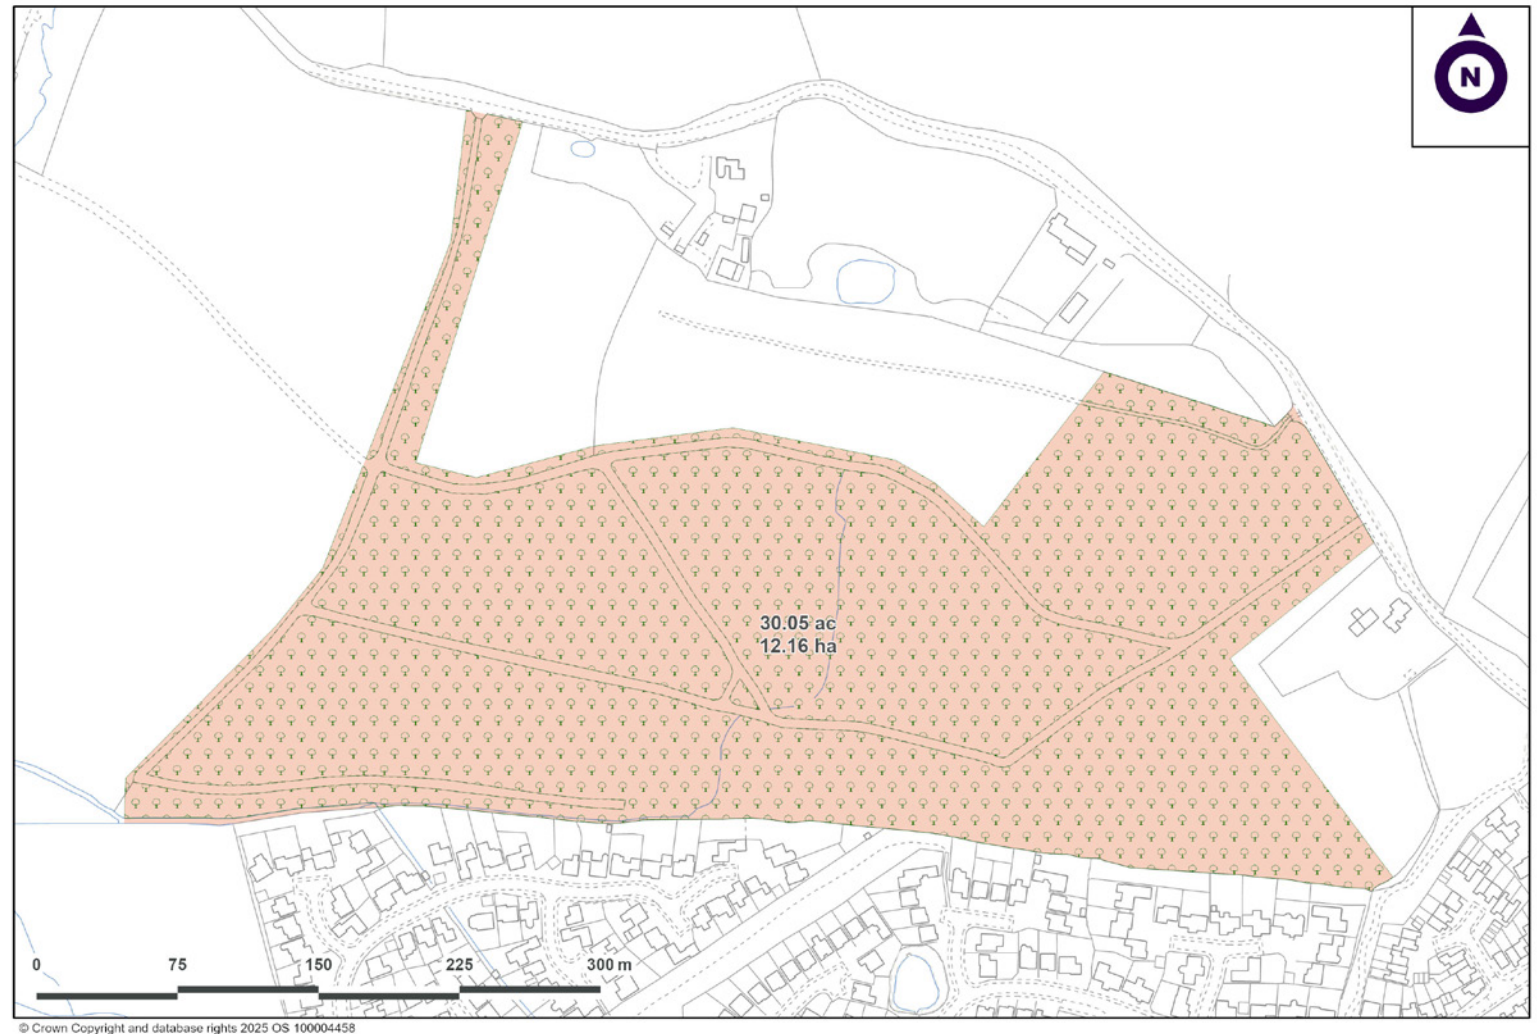 N
30.05 ac
12.16 ha
0 75 150 225 300 m
© Crown Copyright and database rights 2025 OS 100004458